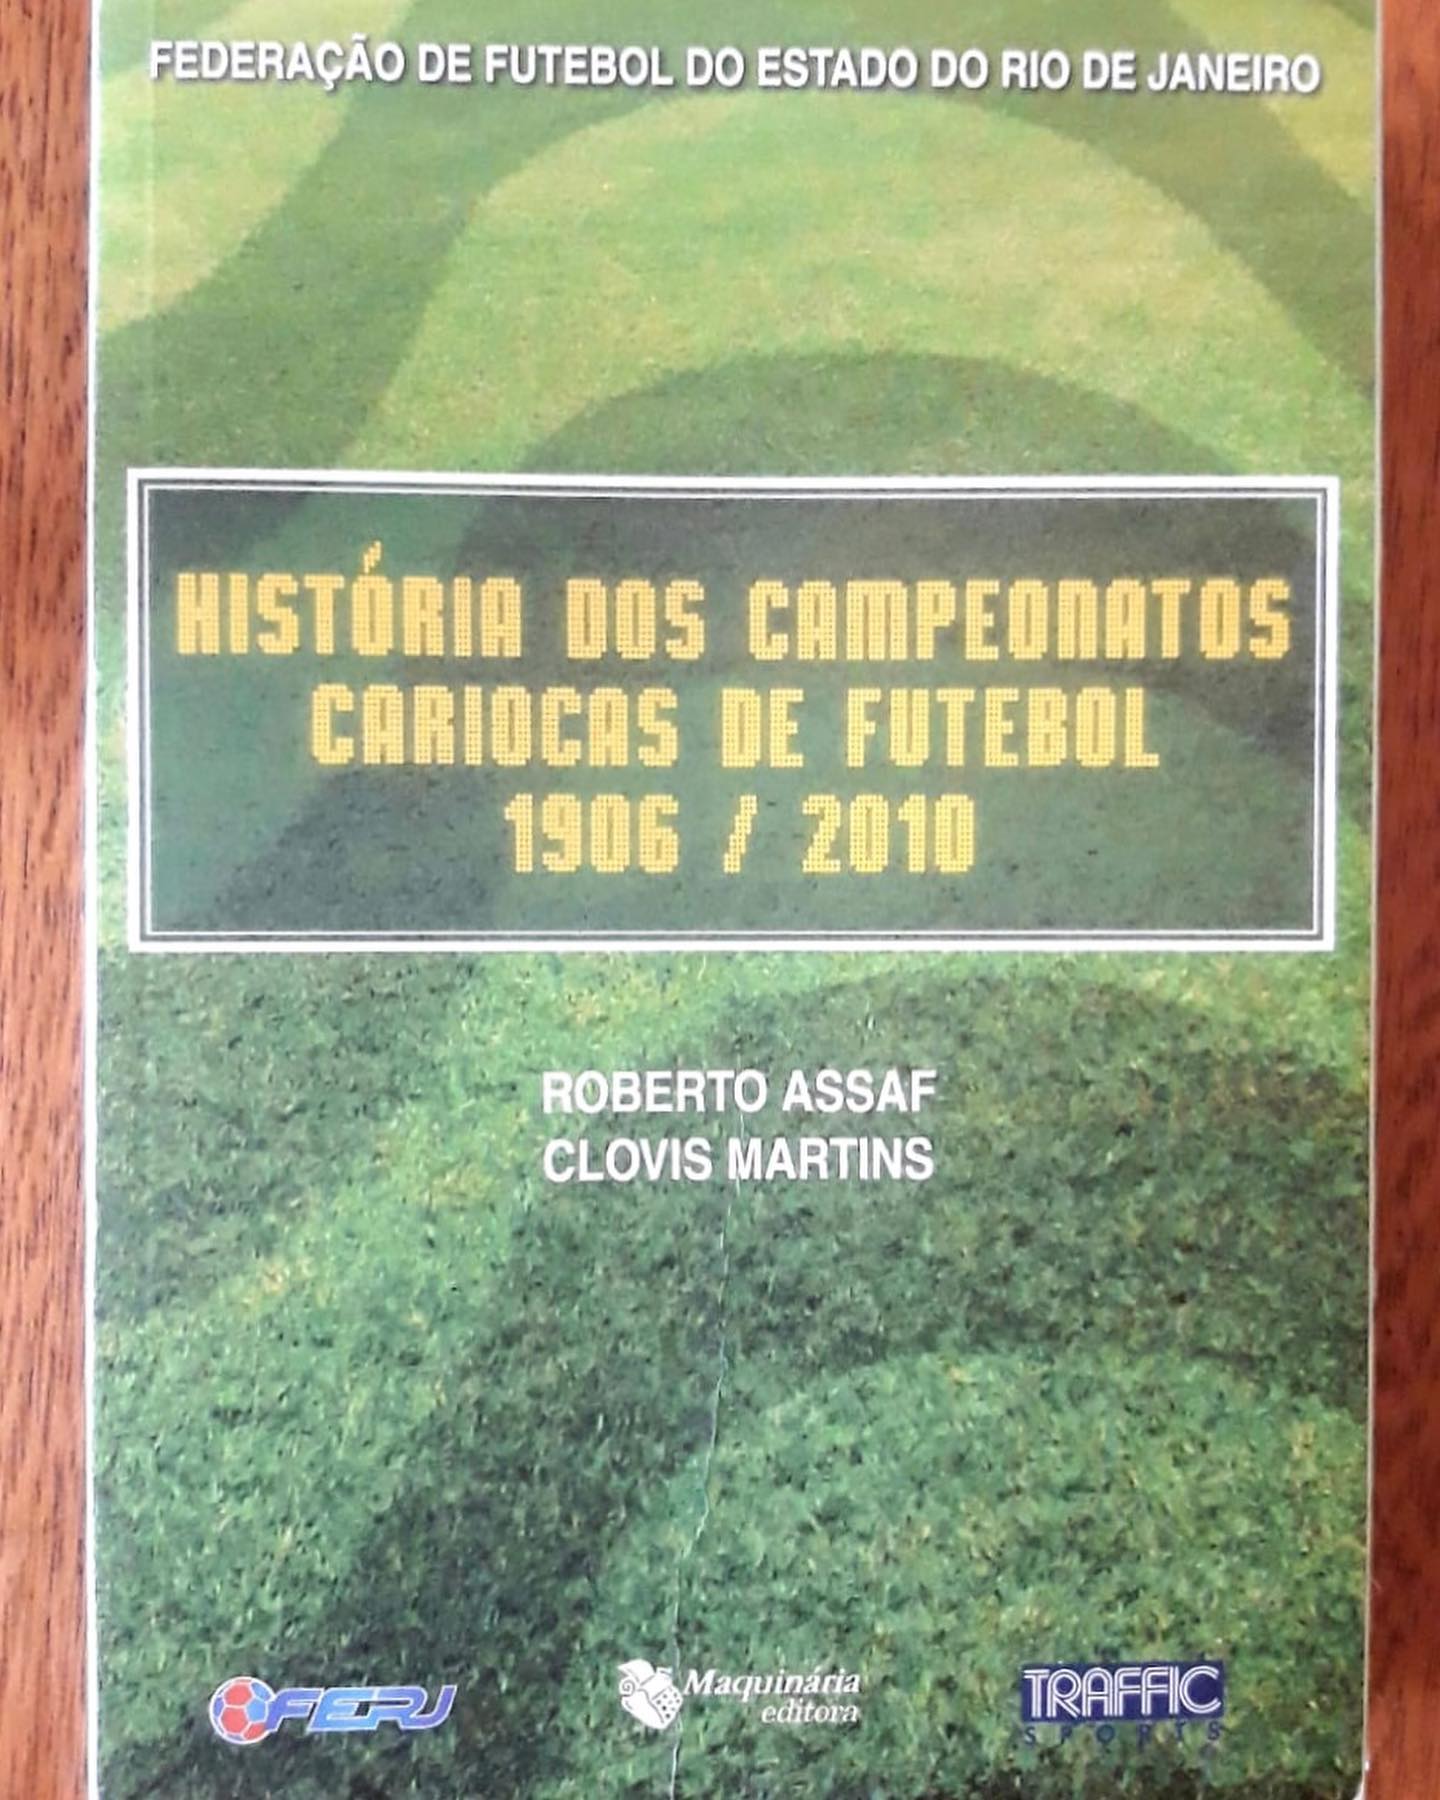 FEDERAÇÃO DE FUTEBOL DO ESTADO DO RIO DE JANEIRO
HISTÓRIA DOS CAMPEONATOS
CARIOCAS DE FUTEBOL
1906 / 2010
ROBERTO ASSAF
CLOVIS MARTINS
FERJ
Maquinária
editora
TRAFFIC
SPORTS